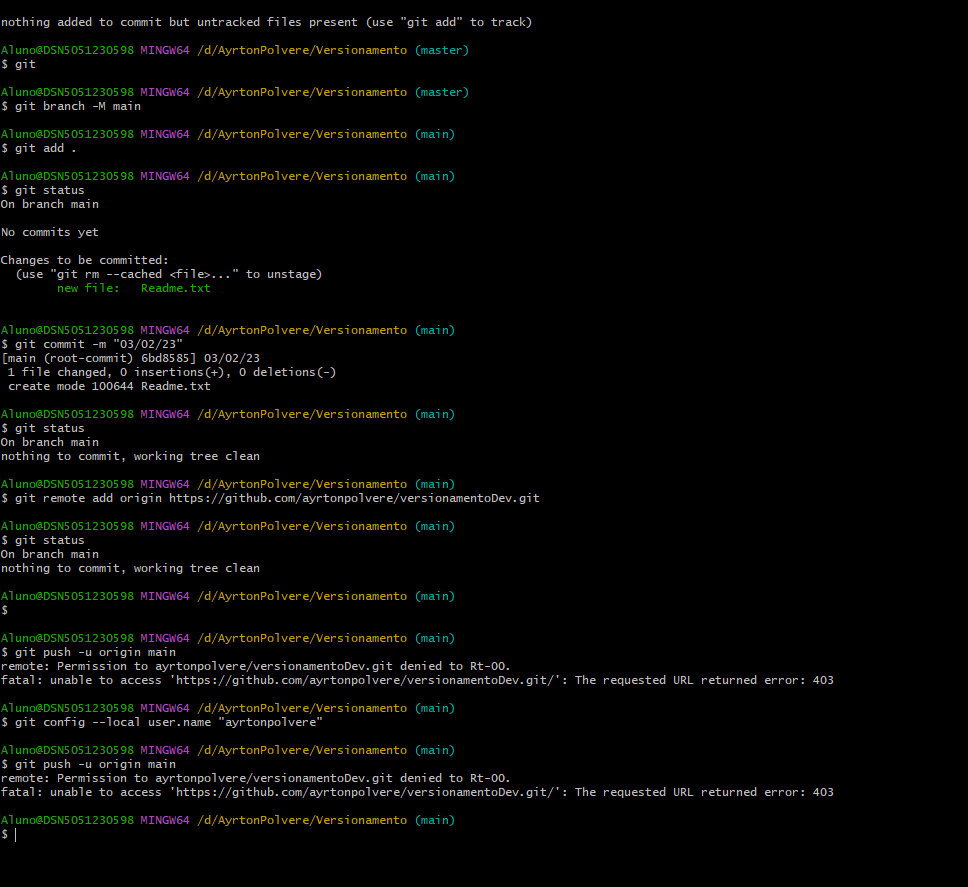 nothing added to commit but untracked files present (use "git add" to track)
Aluno@DSN5051230598 MINGW64 /d/AyrtonPolvere/Versionamento (master)
$ git
Aluno@DSN5051230598 MINGW64 /d/AyrtonPolvere/Versionamento (master)
$ git branch -M main
Aluno@DSN5051230598 MINGW64 /d/AyrtonPolvere/Versionamento (main)
$ git add .
Aluno@DSN5051230598 MINGW64 /d/AyrtonPolvere/Versionamento (main)
$ git status
On branch main
No commits yet
Changes to be committed:
  (use "git rm --cached <file>..." to unstage)
        new file:   Readme.txt
Aluno@DSN5051230598 MINGW64 /d/AyrtonPolvere/Versionamento (main)
$ git commit -m "03/02/23"
[main (root-commit) 6bd8585] 03/02/23
 1 file changed, 0 insertions(+), 0 deletions(-)
 create mode 100644 Readme.txt
Aluno@DSN5051230598 MINGW64 /d/AyrtonPolvere/Versionamento (main)
$ git status
On branch main
nothing to commit, working tree clean
Aluno@DSN5051230598 MINGW64 /d/AyrtonPolvere/Versionamento (main)
$ git remote add origin https://github.com/ayrtonpolvere/versionamentoDev.git
Aluno@DSN5051230598 MINGW64 /d/AyrtonPolvere/Versionamento (main)
$ git status
On branch main
nothing to commit, working tree clean
Aluno@DSN5051230598 MINGW64 /d/AyrtonPolvere/Versionamento (main)
$
Aluno@DSN5051230598 MINGW64 /d/AyrtonPolvere/Versionamento (main)
$ git push -u origin main
remote: Permission to ayrtonpolvere/versionamentoDev.git denied to Rt-00.
fatal: unable to access 'https://github.com/ayrtonpolvere/versionamentoDev.git/': The requested URL returned error: 403
Aluno@DSN5051230598 MINGW64 /d/AyrtonPolvere/Versionamento (main)
$ git config --local user.name "ayrtonpolvere"
Aluno@DSN5051230598 MINGW64 /d/AyrtonPolvere/Versionamento (main)
$ git push -u origin main
remote: Permission to ayrtonpolvere/versionamentoDev.git denied to Rt-00.
fatal: unable to access 'https://github.com/ayrtonpolvere/versionamentoDev.git/': The requested URL returned error: 403
Aluno@DSN5051230598 MINGW64 /d/AyrtonPolvere/Versionamento (main)
$